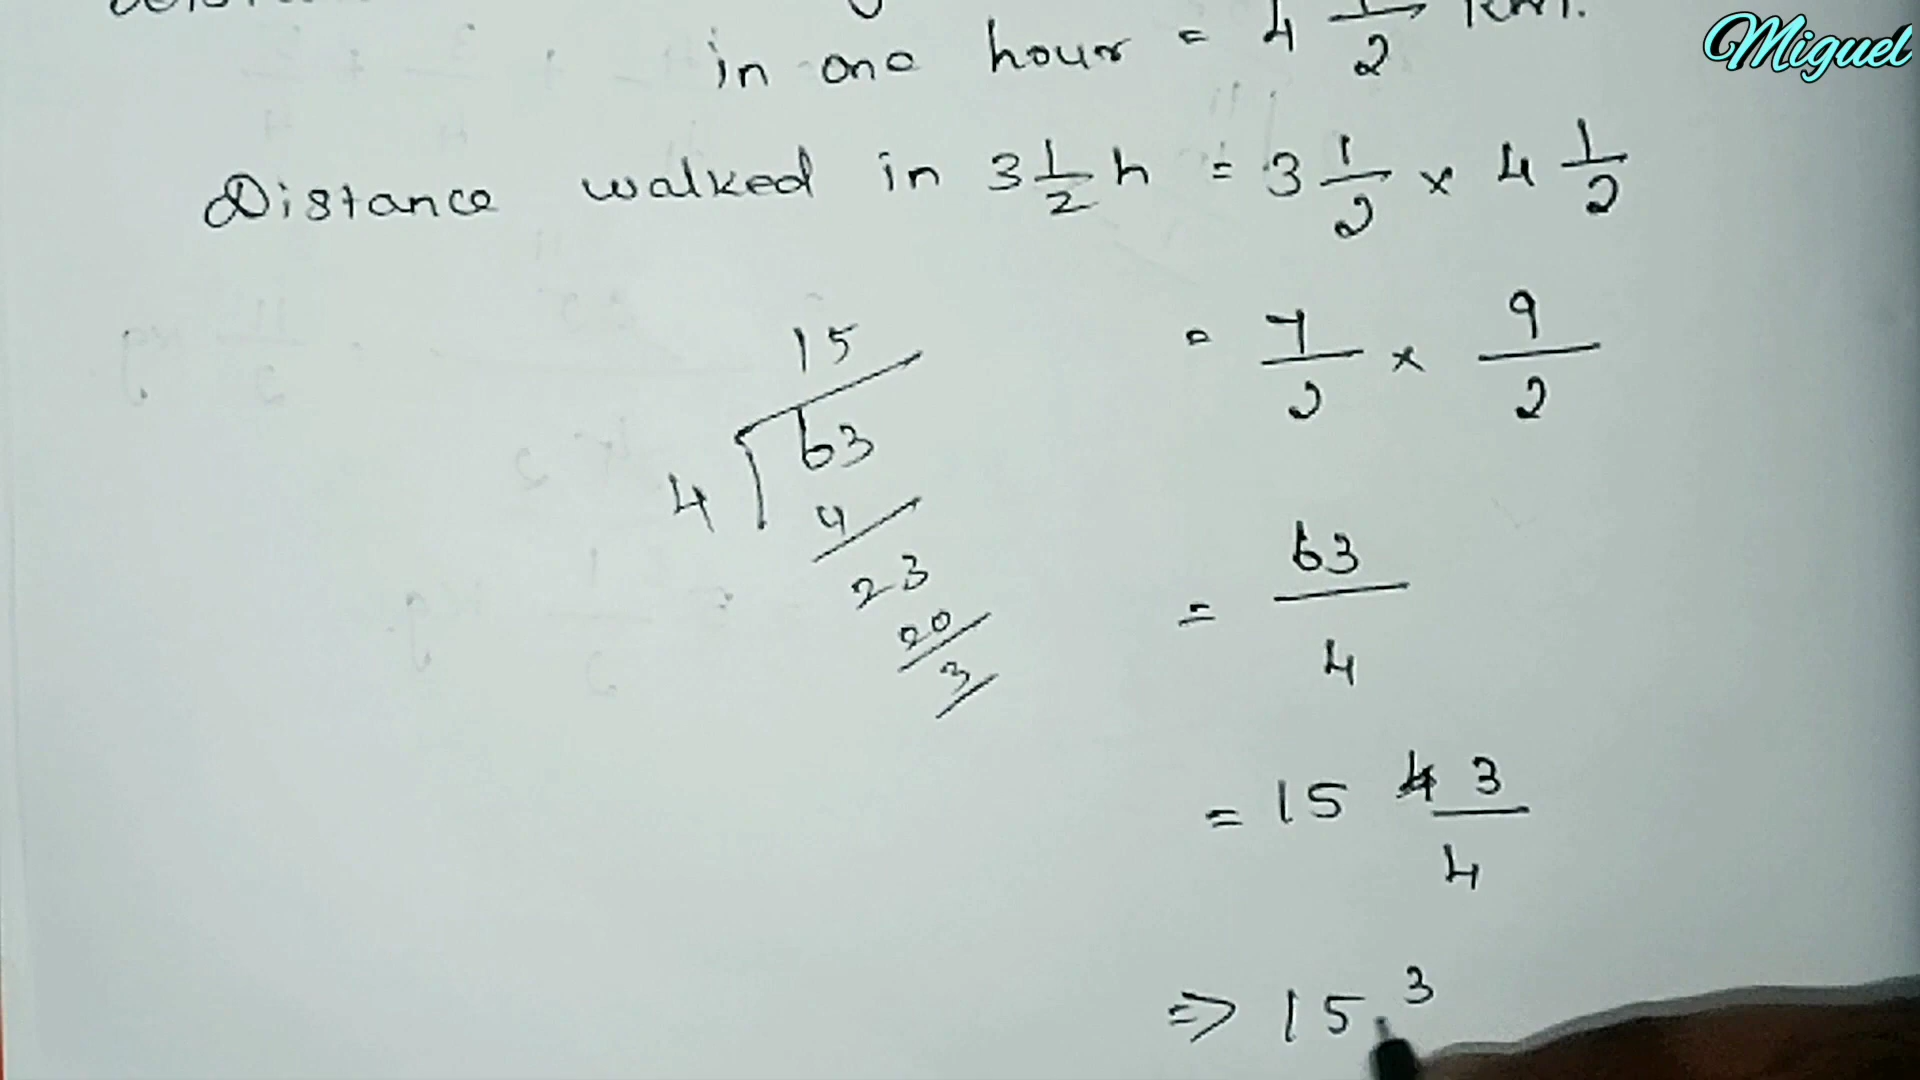 Miguel
in one hour = 4 1/2 km.
Distance walked in 3 1/2 h = 3 1/2 × 4 1/2
= 7/2 × 9/2
15
4 63
4
23
20
3
= 63/4
= 15 3/4
⇒ 15 3